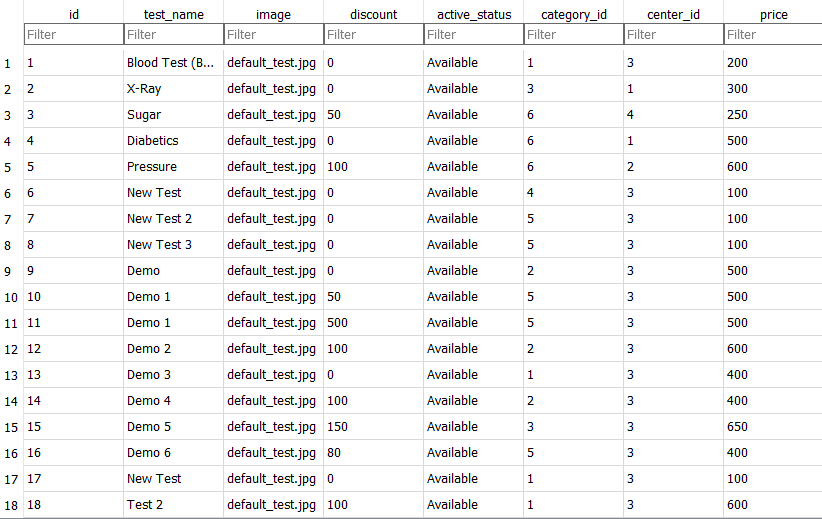 id test_name image discount active_status category_id center_id price
Filter Filter Filter Filter Filter Filter Filter Filter
1 1 Blood Test (B... default_test.jpg 0 Available 1 3 200
2 2 X-Ray default_test.jpg 0 Available 3 1 300
3 3 Sugar default_test.jpg 50 Available 6 4 250
4 4 Diabetics default_test.jpg 0 Available 6 1 500
5 5 Pressure default_test.jpg 100 Available 6 2 600
6 6 New Test default_test.jpg 0 Available 4 3 100
7 7 New Test 2 default_test.jpg 0 Available 5 3 100
8 8 New Test 3 default_test.jpg 0 Available 5 3 100
9 9 Demo default_test.jpg 0 Available 2 3 500
10 10 Demo 1 default_test.jpg 50 Available 5 3 500
11 11 Demo 1 default_test.jpg 500 Available 5 3 500
12 12 Demo 2 default_test.jpg 100 Available 2 3 600
13 13 Demo 3 default_test.jpg 0 Available 1 3 400
14 14 Demo 4 default_test.jpg 100 Available 2 3 400
15 15 Demo 5 default_test.jpg 150 Available 3 3 650
16 16 Demo 6 default_test.jpg 80 Available 5 3 400
17 17 New Test default_test.jpg 0 Available 1 3 100
18 18 Test 2 default_test.jpg 100 Available 1 3 600